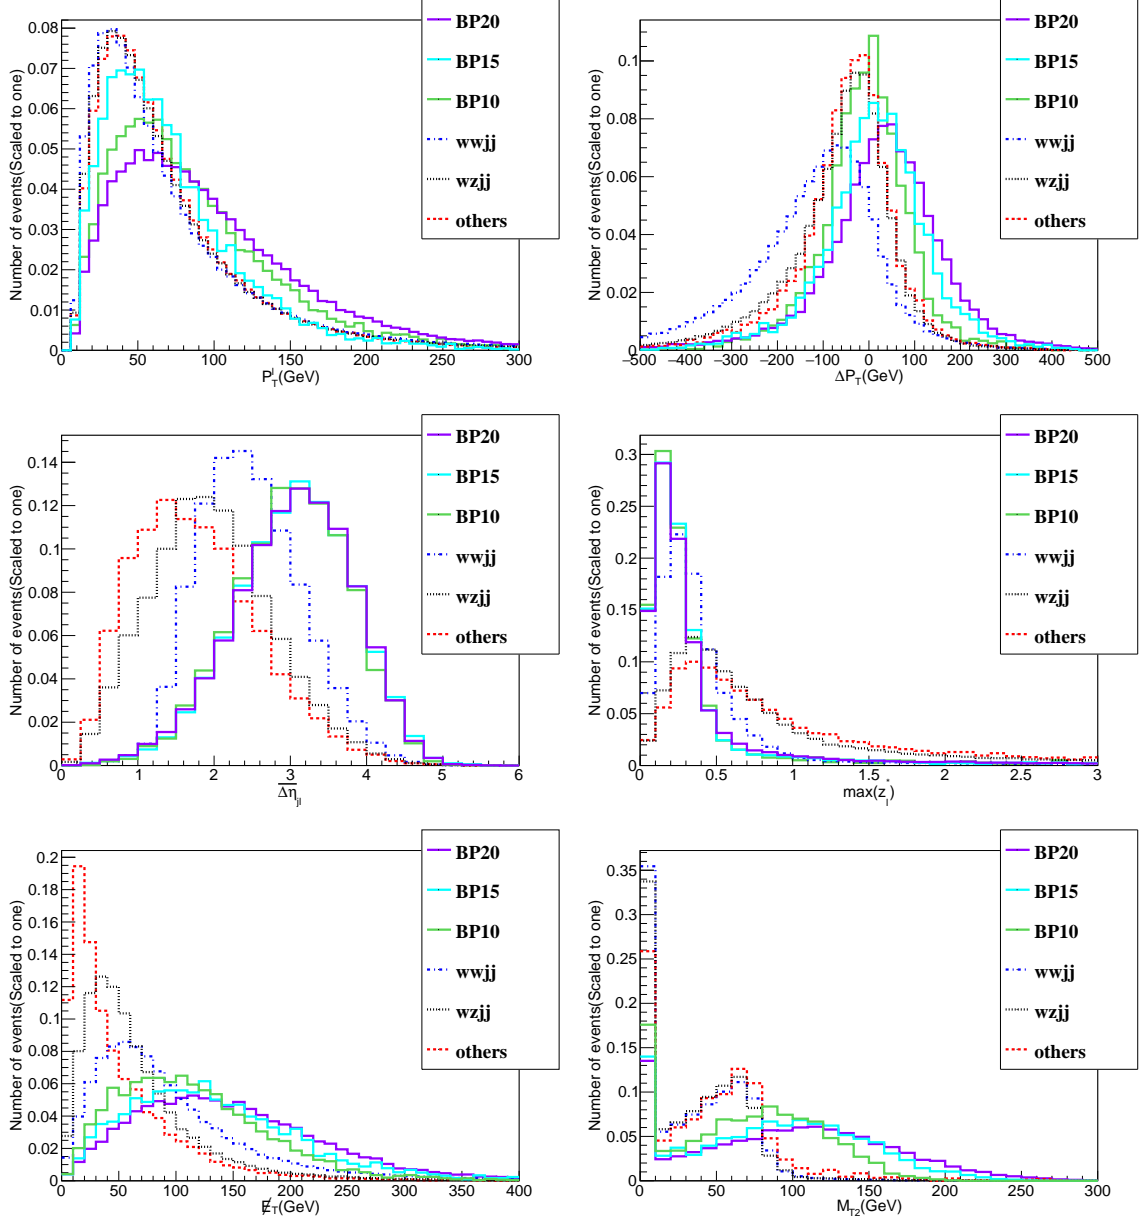 Number of events(Scaled to one)
0.08
0.07
0.06
0.05
0.04
0.03
0.02
0.01
0
0 50 100 150 200 250 300
P_T^l(GeV)
BP20
BP15
BP10
wwjj
wzjj
others
Number of events(Scaled to one)
0.1
0.08
0.06
0.04
0.02
0
−500 −400 −300 −200 −100 0 100 200 300 400 500
ΔP_T(GeV)
BP20
BP15
BP10
wwjj
wzjj
others
Number of events(Scaled to one)
0.14
0.12
0.1
0.08
0.06
0.04
0.02
0
0 1 2 3 4 5 6
Δη_jl
BP20
BP15
BP10
wwjj
wzjj
others
Number of events(Scaled to one)
0.3
0.25
0.2
0.15
0.1
0.05
0
0 0.5 1 1.5 2 2.5 3
max(z_l^*)
BP20
BP15
BP10
wwjj
wzjj
others
Number of events(Scaled to one)
0.2
0.18
0.16
0.14
0.12
0.1
0.08
0.06
0.04
0.02
0
0 50 100 150 200 250 300 350 400
E̸_T(GeV)
BP20
BP15
BP10
wwjj
wzjj
others
Number of events(Scaled to one)
0.35
0.3
0.25
0.2
0.15
0.1
0.05
0
0 50 100 150 200 250 300
M_T2(GeV)
BP20
BP15
BP10
wwjj
wzjj
others